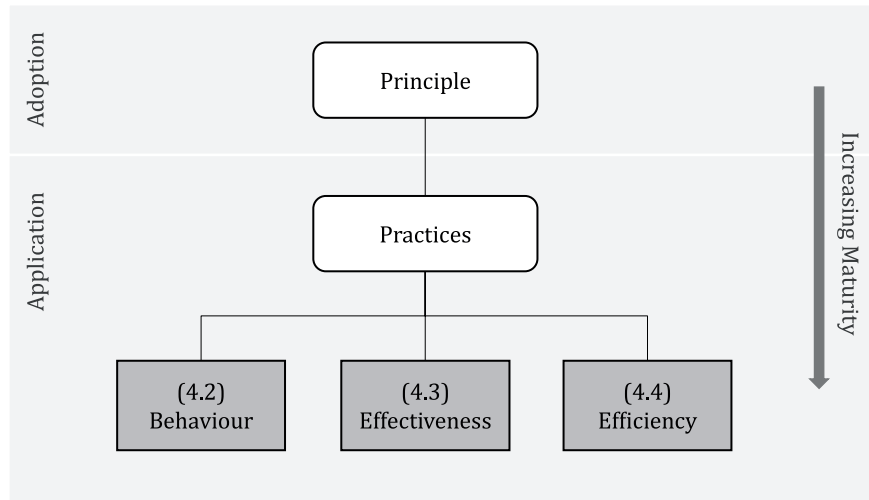 Adoption
Principle
Increasing Maturity
Application
Practices
(4.2)
Behaviour
(4.3)
Effectiveness
(4.4)
Efficiency